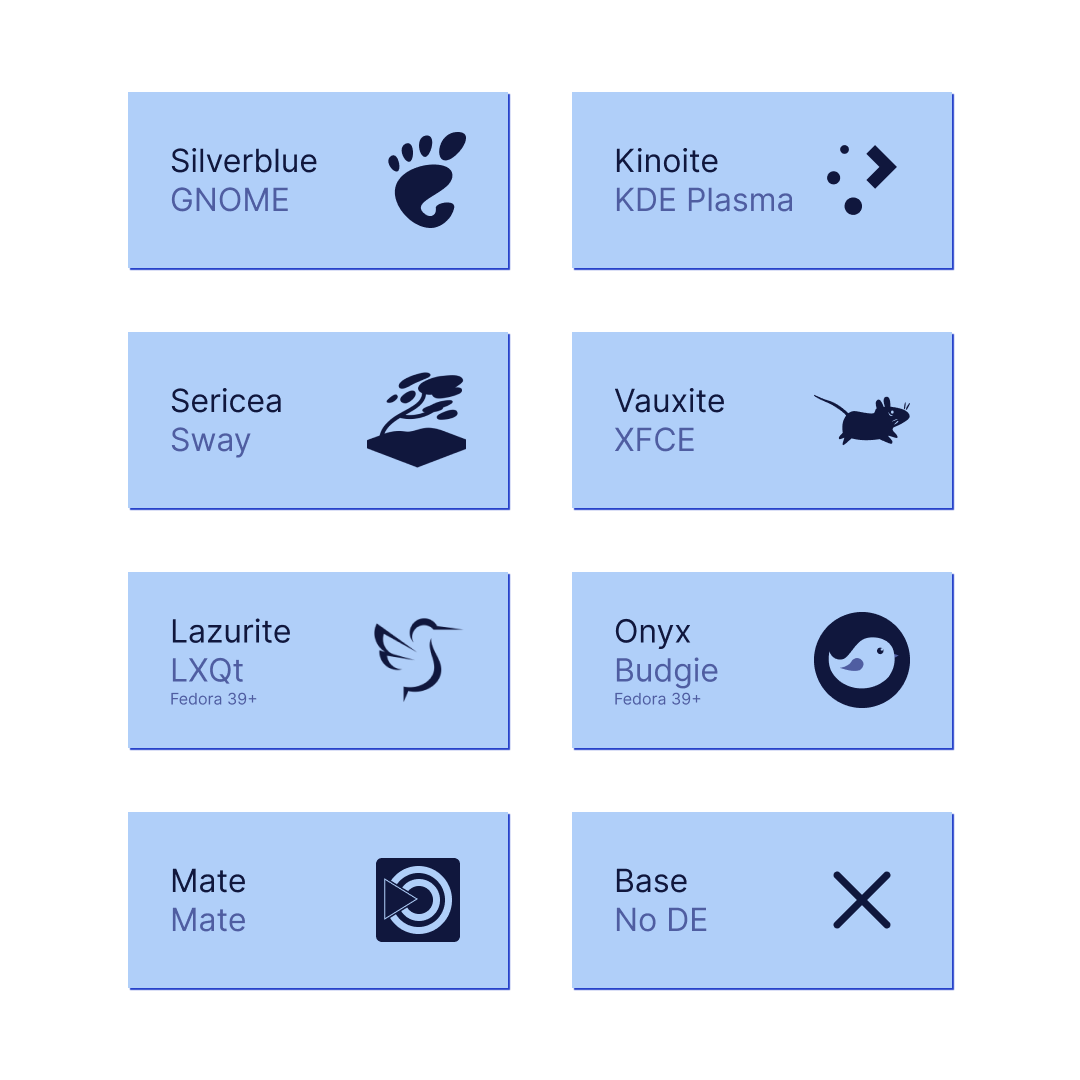 Silverblue
GNOME
Kinoite
KDE Plasma
Sericea
Sway
Vauxite
XFCE
Lazurite
LXQt
Fedora 39+
Onyx
Budgie
Fedora 39+
Mate
Mate
Base
No DE